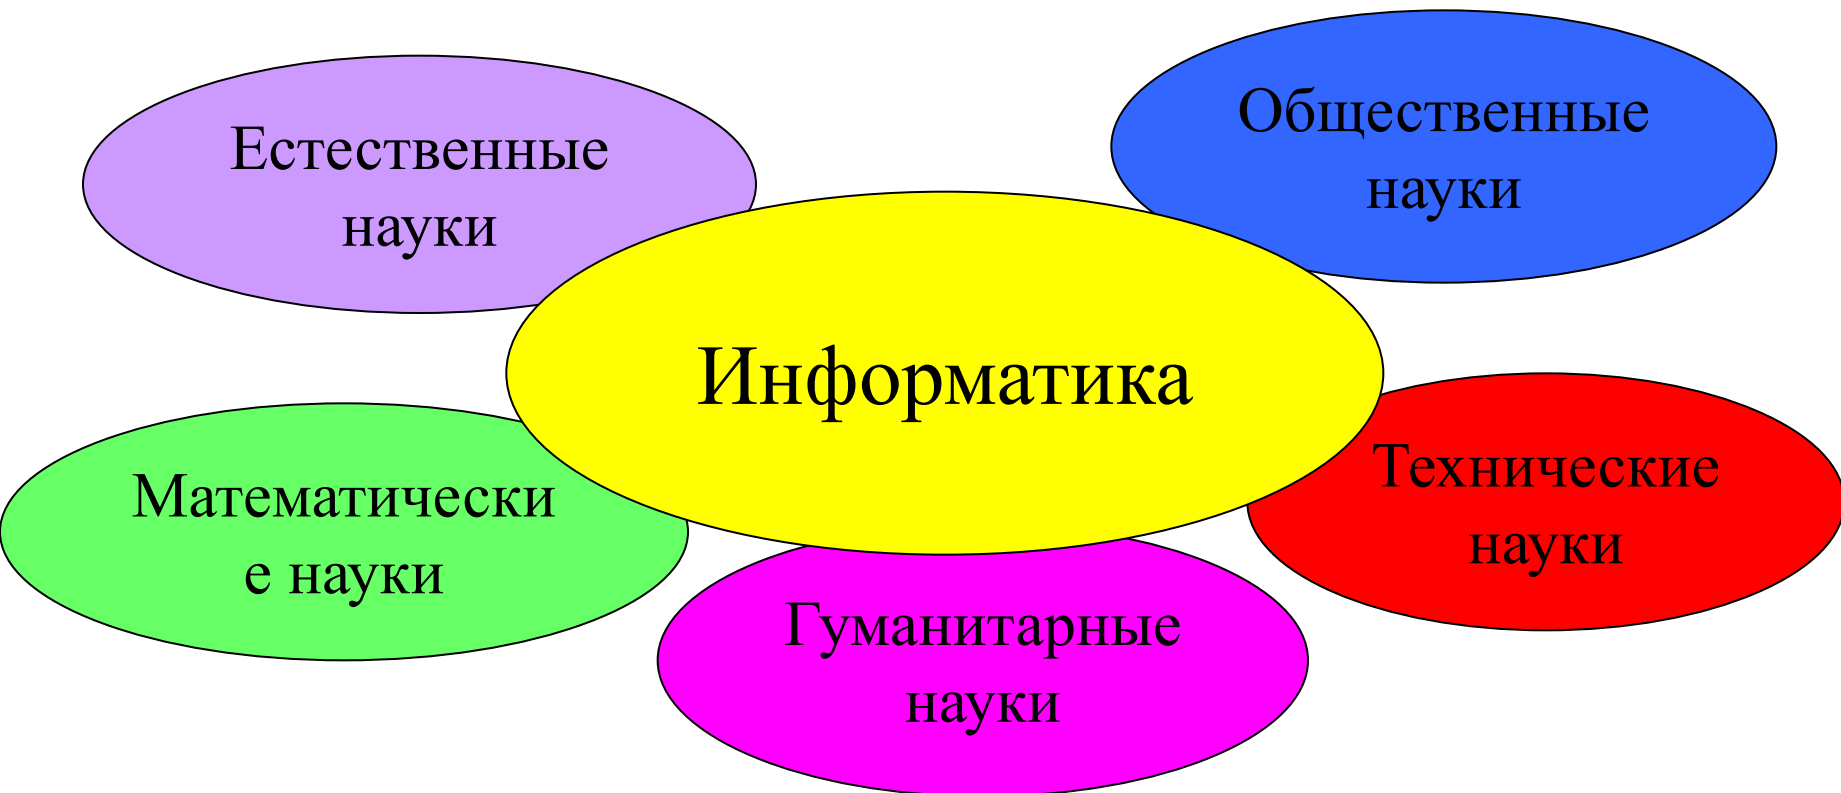 Естественные
науки
Общественные
науки
Информатика
Математически
е науки
Технические
науки
Гуманитарные
науки